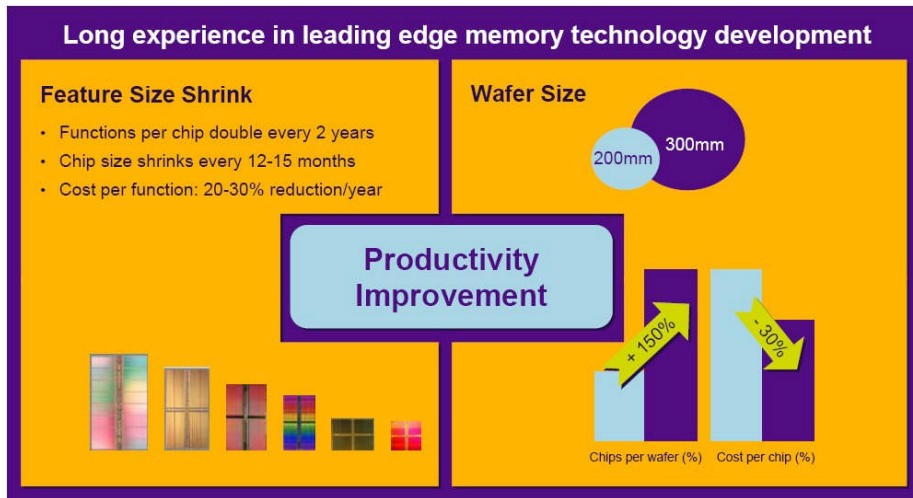 Long experience in leading edge memory technology development
Feature Size Shrink
• Functions per chip double every 2 years
• Chip size shrinks every 12-15 months
• Cost per function: 20-30% reduction/year
Wafer Size
200mm
300mm
Productivity
Improvement
+ 150%
- 30%
Chips per wafer (%)
Cost per chip (%)